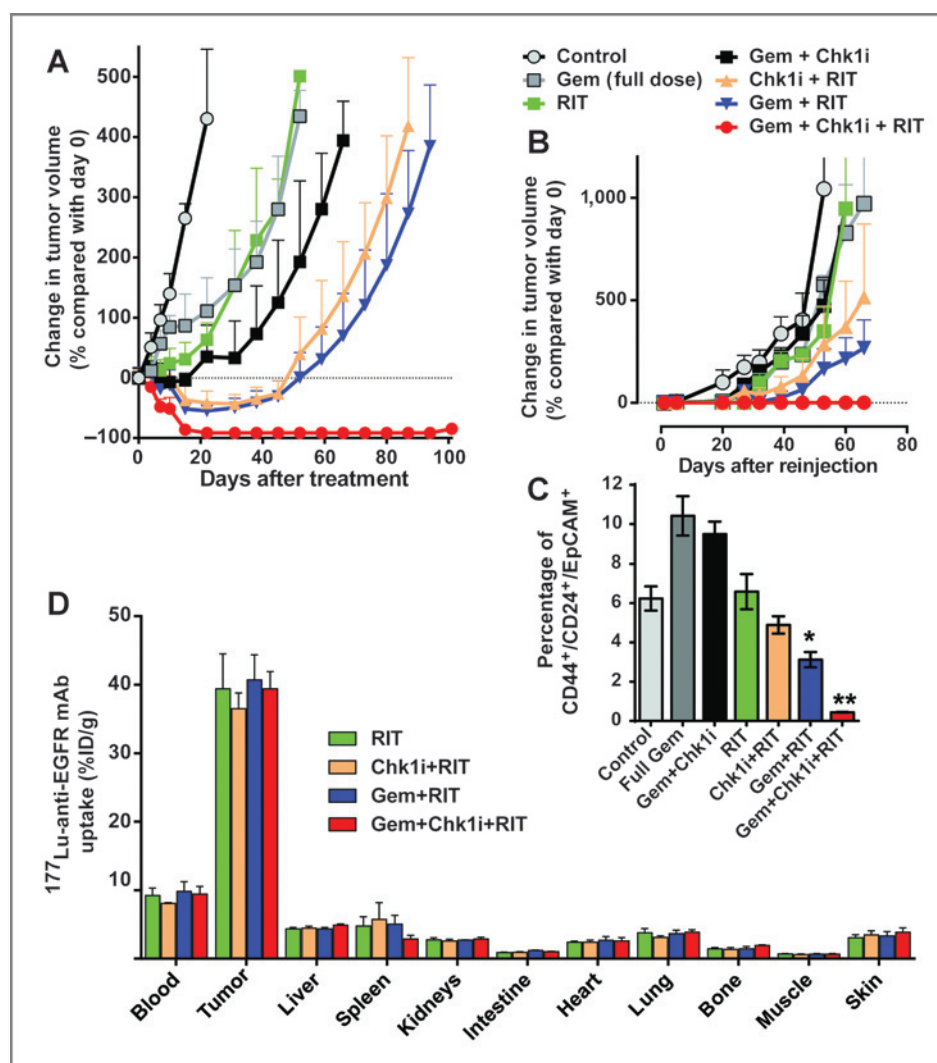 A
Change in tumor volume
(% compared with day 0)
500
400
300
200
100
0
–100
0 20 40 60 80 100
Days after treatment
Control
Gem (full dose)
RIT
Gem + Chk1i
Chk1i + RIT
Gem + RIT
Gem + Chk1i + RIT
B
Change in tumor volume
(% compared with day 0)
1,000
500
0
0 20 40 60 80
Days after reinjection
C
Percentage of
CD44+/CD24+/EpCAM+
12
10
8
6
4
2
0
*
**
Control
Full Gem
Gem+Chk1i
RIT
Chk1i+RIT
Gem+RIT
Gem+Chk1i+RIT
D
177Lu-anti-EGFR mAb
uptake (%ID/g)
50
40
30
20
10
RIT
Chk1i+RIT
Gem+RIT
Gem+Chk1i+RIT
Blood
Tumor
Liver
Spleen
Kidneys
Intestine
Heart
Lung
Bone
Muscle
Skin